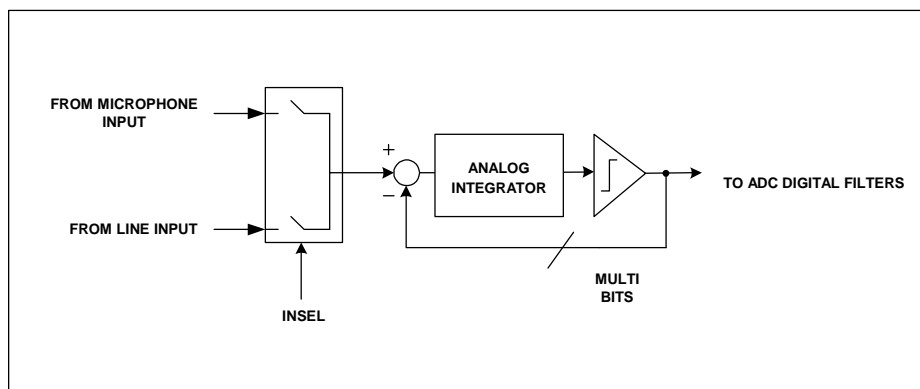 FROM MICROPHONE
INPUT
+
ANALOG
INTEGRATOR
−
TO ADC DIGITAL FILTERS
FROM LINE INPUT
MULTI
BITS
INSEL